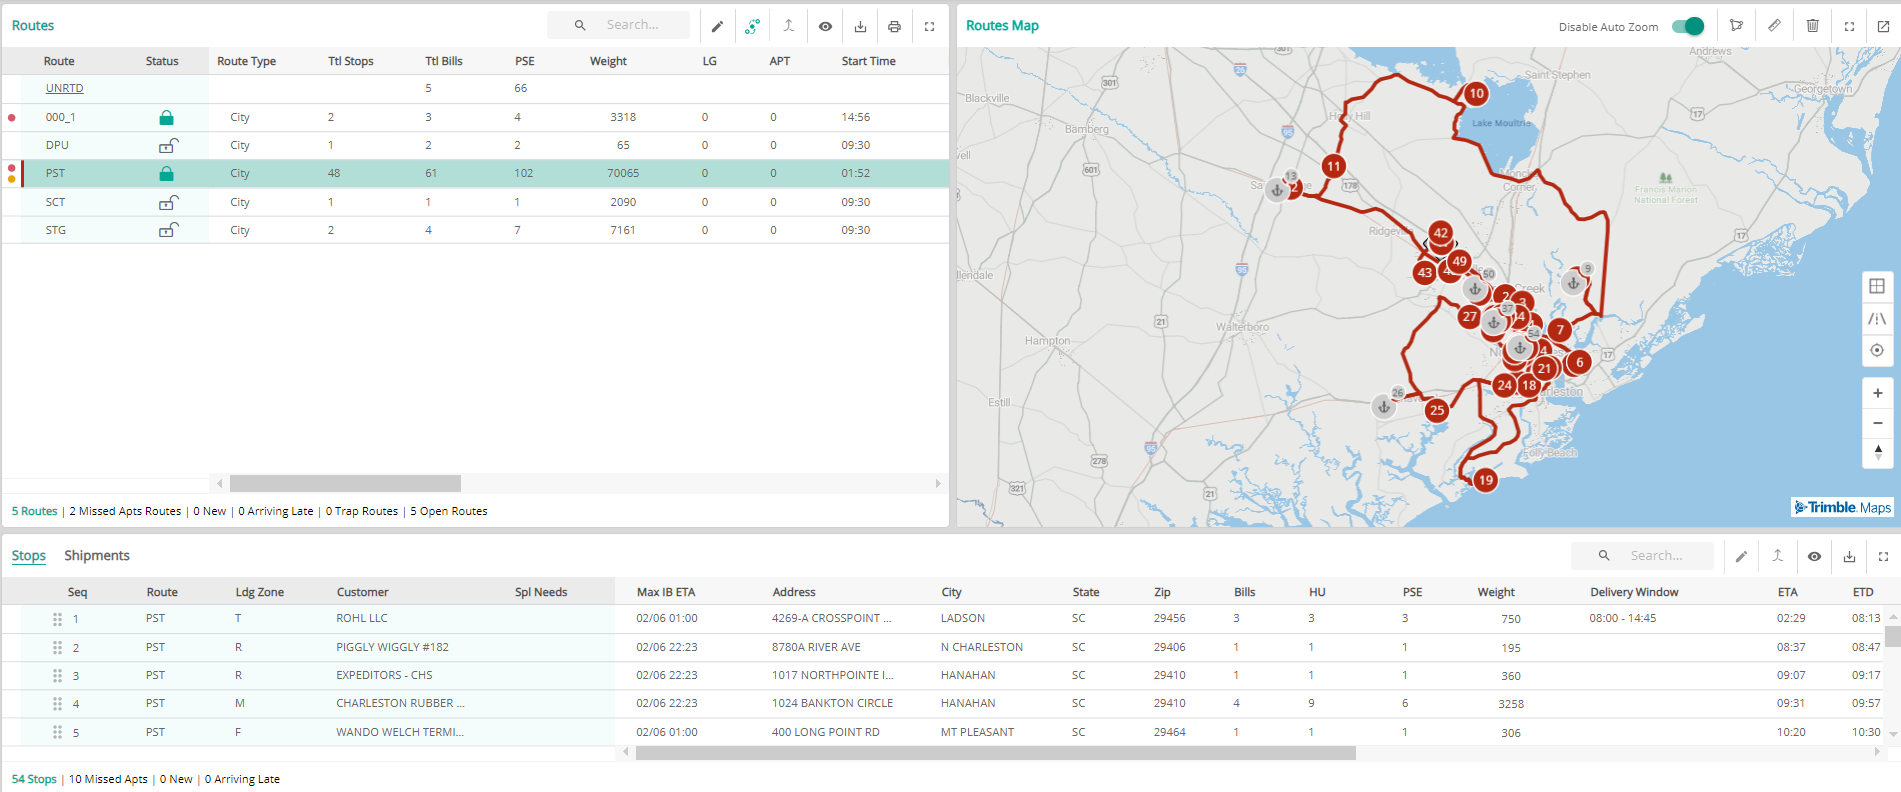 Routes
Search...
Route Status Route Type Ttl Stops Ttl Bills PSE Weight LG APT Start Time
UNRTD 5 66
000_1 City 2 3 4 3318 0 0 14:56
DPU City 1 2 2 65 0 0 09:30
PST City 48 61 102 70065 0 0 01:52
SCT City 1 1 1 2090 0 0 09:30
STG City 2 4 7 7161 0 0 09:30
5 Routes | 2 Missed Apts Routes | 0 New | 0 Arriving Late | 0 Trap Routes | 5 Open Routes
Routes Map
Disable Auto Zoom
Andrews
Saint Stephen
Georgetown
Blackville
Bamberg
Holly Hill
Lake Moultrie
Corner
Francis Marion
National Forest
Ridgeville
Creek
Walterboro
Hampton
Estill
Folly Beach
301
26
17
95
601
178
21
278
321
10
11
13
42
43
49
50
9
27
37
54
7
6
21
24
18
26
25
19
Trimble. Maps
Stops Shipments
Search...
Seq Route Ldg Zone Customer Spl Needs Max IB ETA Address City State Zip Bills HU PSE Weight Delivery Window ETA ETD
1 PST T ROHL LLC 02/06 01:00 4269-A CROSSPOINT ... LADSON SC 29456 3 3 3 750 08:00 - 14:45 02:29 08:13
2 PST R PIGGLY WIGGLY #182 02/06 22:23 8780A RIVER AVE N CHARLESTON SC 29406 1 1 1 195 08:37 08:47
3 PST R EXPEDITORS - CHS 02/06 22:23 1017 NORTHPOINTE I... HANAHAN SC 29410 1 1 1 360 09:07 09:17
4 PST M CHARLESTON RUBBER ... 02/06 22:23 1024 BANKTON CIRCLE HANAHAN SC 29410 4 9 6 3258 09:31 09:57
5 PST F WANDO WELCH TERMI... 02/06 01:00 400 LONG POINT RD MT PLEASANT SC 29464 1 1 1 306 10:20 10:30
54 Stops | 10 Missed Apts | 0 New | 0 Arriving Late